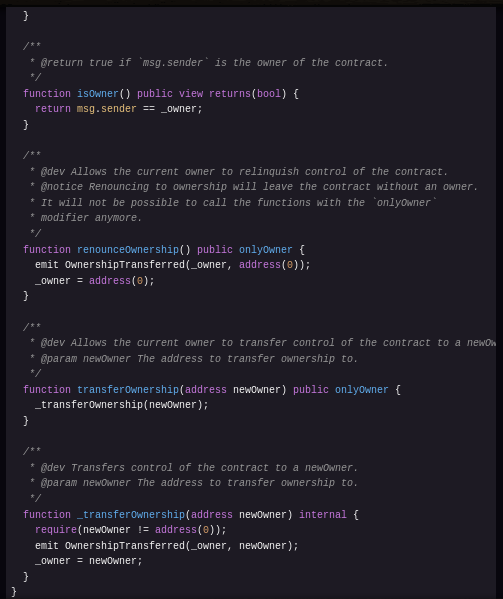 }
/**
* @return true if `msg.sender` is the owner of the contract.
*/
function isOwner() public view returns(bool) {
return msg.sender == _owner;
}
/**
* @dev Allows the current owner to relinquish control of the contract.
* @notice Renouncing to ownership will leave the contract without an owner.
* It will not be possible to call the functions with the `onlyOwner`
* modifier anymore.
*/
function renounceOwnership() public onlyOwner {
emit OwnershipTransferred(_owner, address(0));
_owner = address(0);
}
/**
* @dev Allows the current owner to transfer control of the contract to a newOw
* @param newOwner The address to transfer ownership to.
*/
function transferOwnership(address newOwner) public onlyOwner {
_transferOwnership(newOwner);
}
/**
* @dev Transfers control of the contract to a newOwner.
* @param newOwner The address to transfer ownership to.
*/
function _transferOwnership(address newOwner) internal {
require(newOwner != address(0));
emit OwnershipTransferred(_owner, newOwner);
_owner = newOwner;
}
}